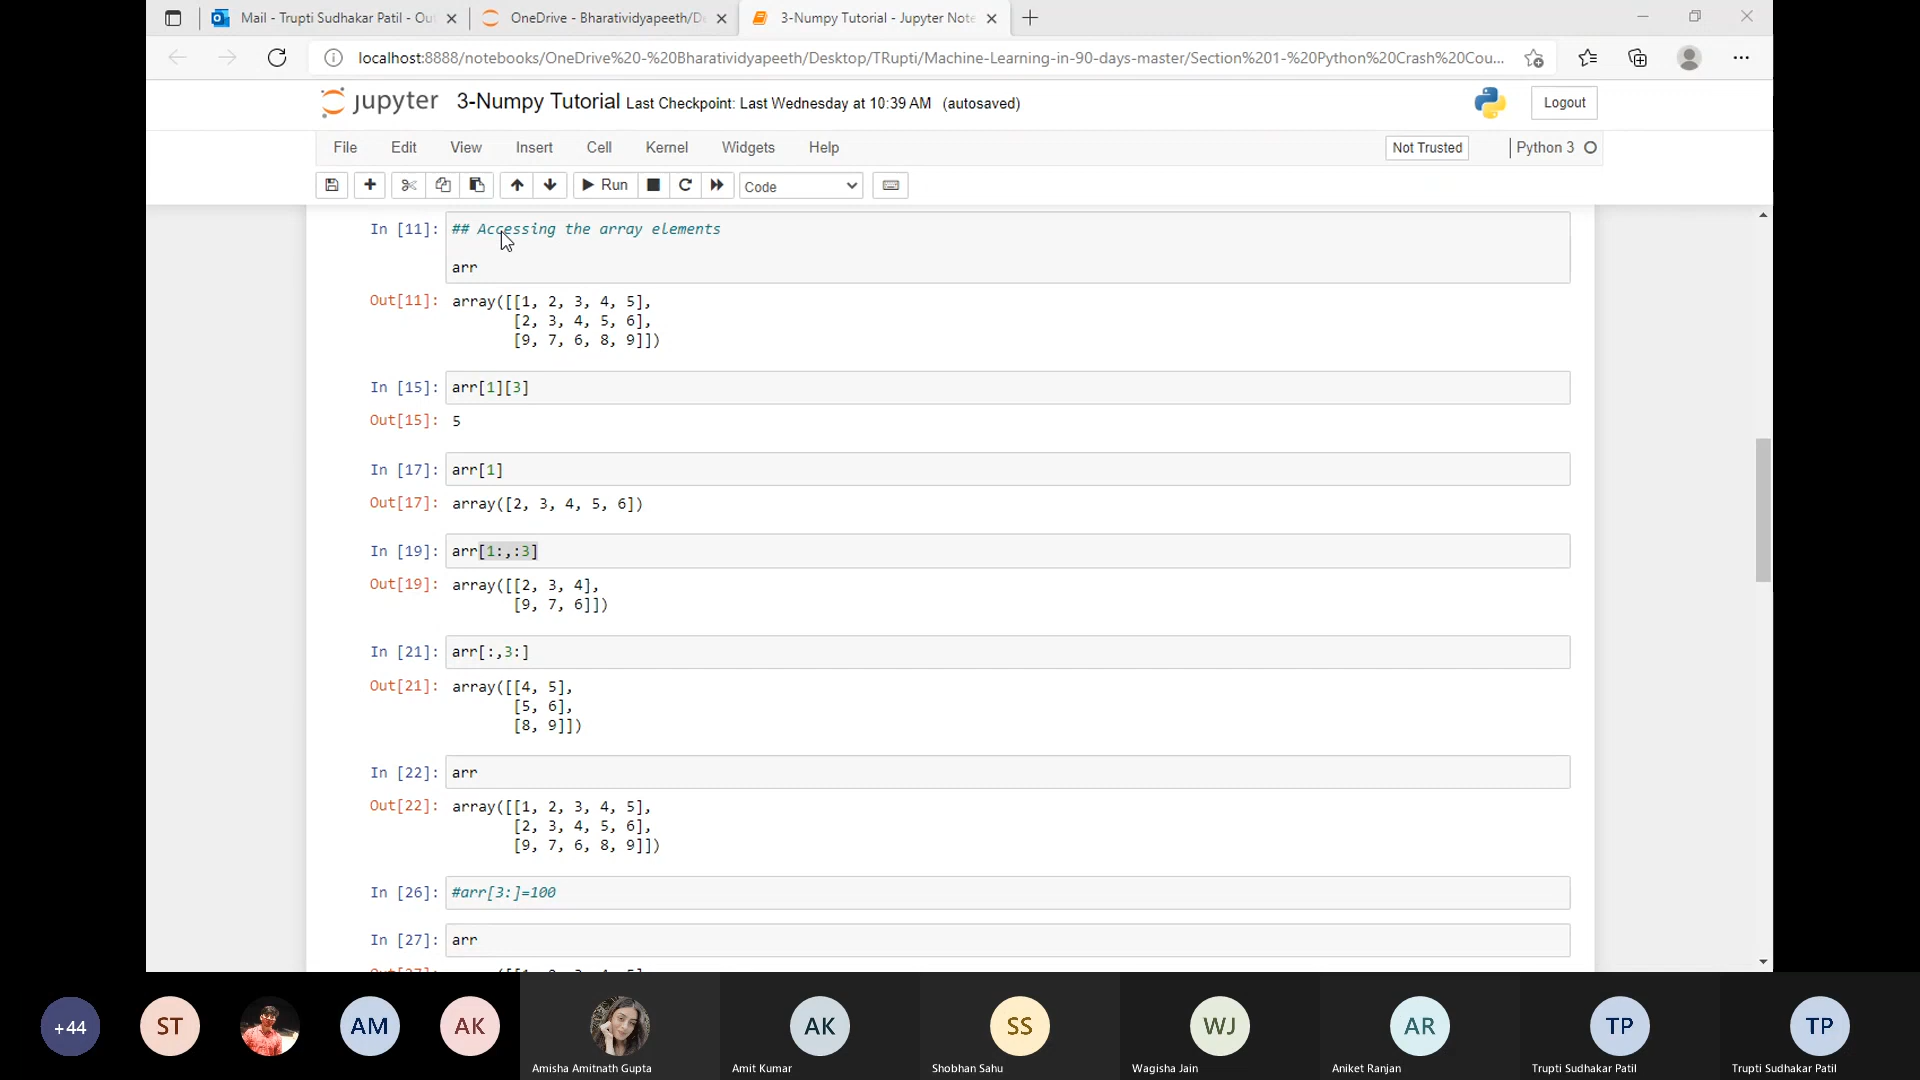 Mail - Trupti Sudhakar Patil - Ou
OneDrive - Bharatividyapeeth/De
3-Numpy Tutorial - Jupyter Note
localhost:8888/notebooks/OneDrive%20-%20Bharatividyapeeth/Desktop/TRupti/Machine-Learning-in-90-days-master/Section%201-%20Python%20Crash%20Cou...
jupyter 3-Numpy Tutorial Last Checkpoint: Last Wednesday at 10:39 AM (autosaved)
Logout
File Edit View Insert Cell Kernel Widgets Help
Not Trusted
Python 3
Run
Code
In [11]: ## Accessing the array elements
arr
Out[11]: array([[1, 2, 3, 4, 5],
[2, 3, 4, 5, 6],
[9, 7, 6, 8, 9]])
In [15]: arr[1][3]
Out[15]: 5
In [17]: arr[1]
Out[17]: array([2, 3, 4, 5, 6])
In [19]: arr[1:,:3]
Out[19]: array([[2, 3, 4],
[9, 7, 6]])
In [21]: arr[:,3:]
Out[21]: array([[4, 5],
[5, 6],
[8, 9]])
In [22]: arr
Out[22]: array([[1, 2, 3, 4, 5],
[2, 3, 4, 5, 6],
[9, 7, 6, 8, 9]])
In [26]: #arr[3:]=100
In [27]: arr
+44
ST
AM
AK
AK
SS
WJ
AR
TP
TP
Amisha Amitnath Gupta
Amit Kumar
Shobhan Sahu
Wagisha Jain
Aniket Ranjan
Trupti Sudhakar Patil
Trupti Sudhakar Patil